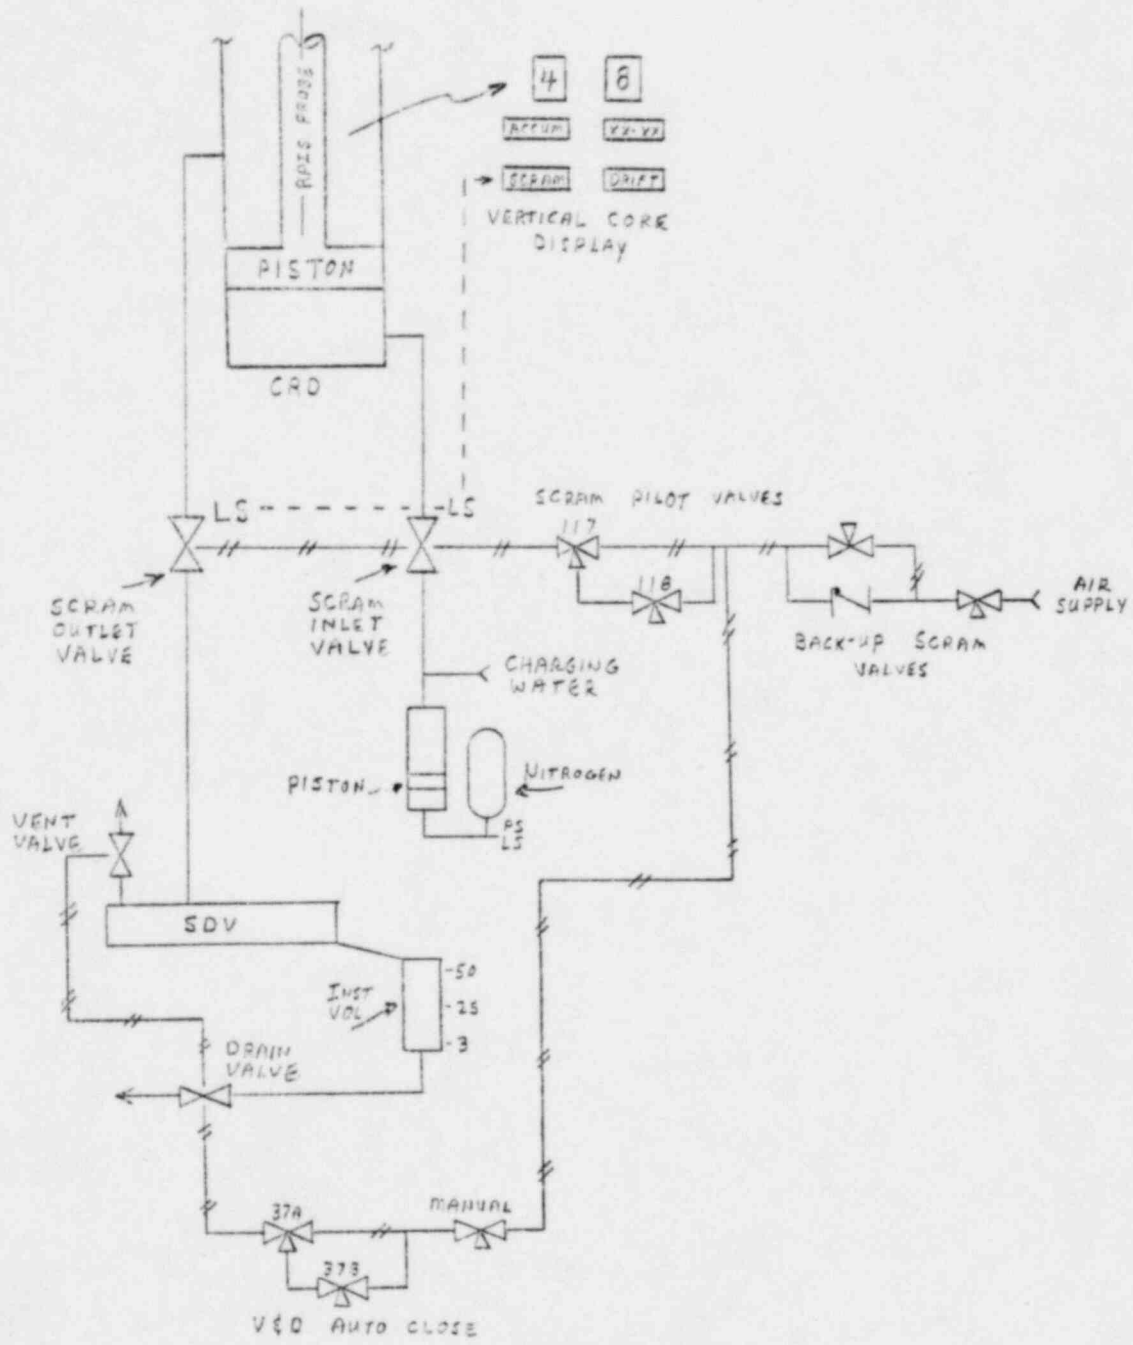 RPIS PROBE
4 8
ACCUM XX-XX
SCRAM DRIFT
VERTICAL CORE
DISPLAY
PISTON
CRD
LS
LS
SCRAM PILOT VALVES
117
118
AIR
SUPPLY
BACK-UP SCRAM
VALVES
SCRAM
OUTLET
VALVE
SCRAM
INLET
VALVE
CHARGING
WATER
PISTON
NITROGEN
PS
LS
VENT
VALVE
SDV
INST
VOL
-50
-25
-3
DRAIN
VALVE
37A
MANUAL
37B
V&D AUTO CLOSE